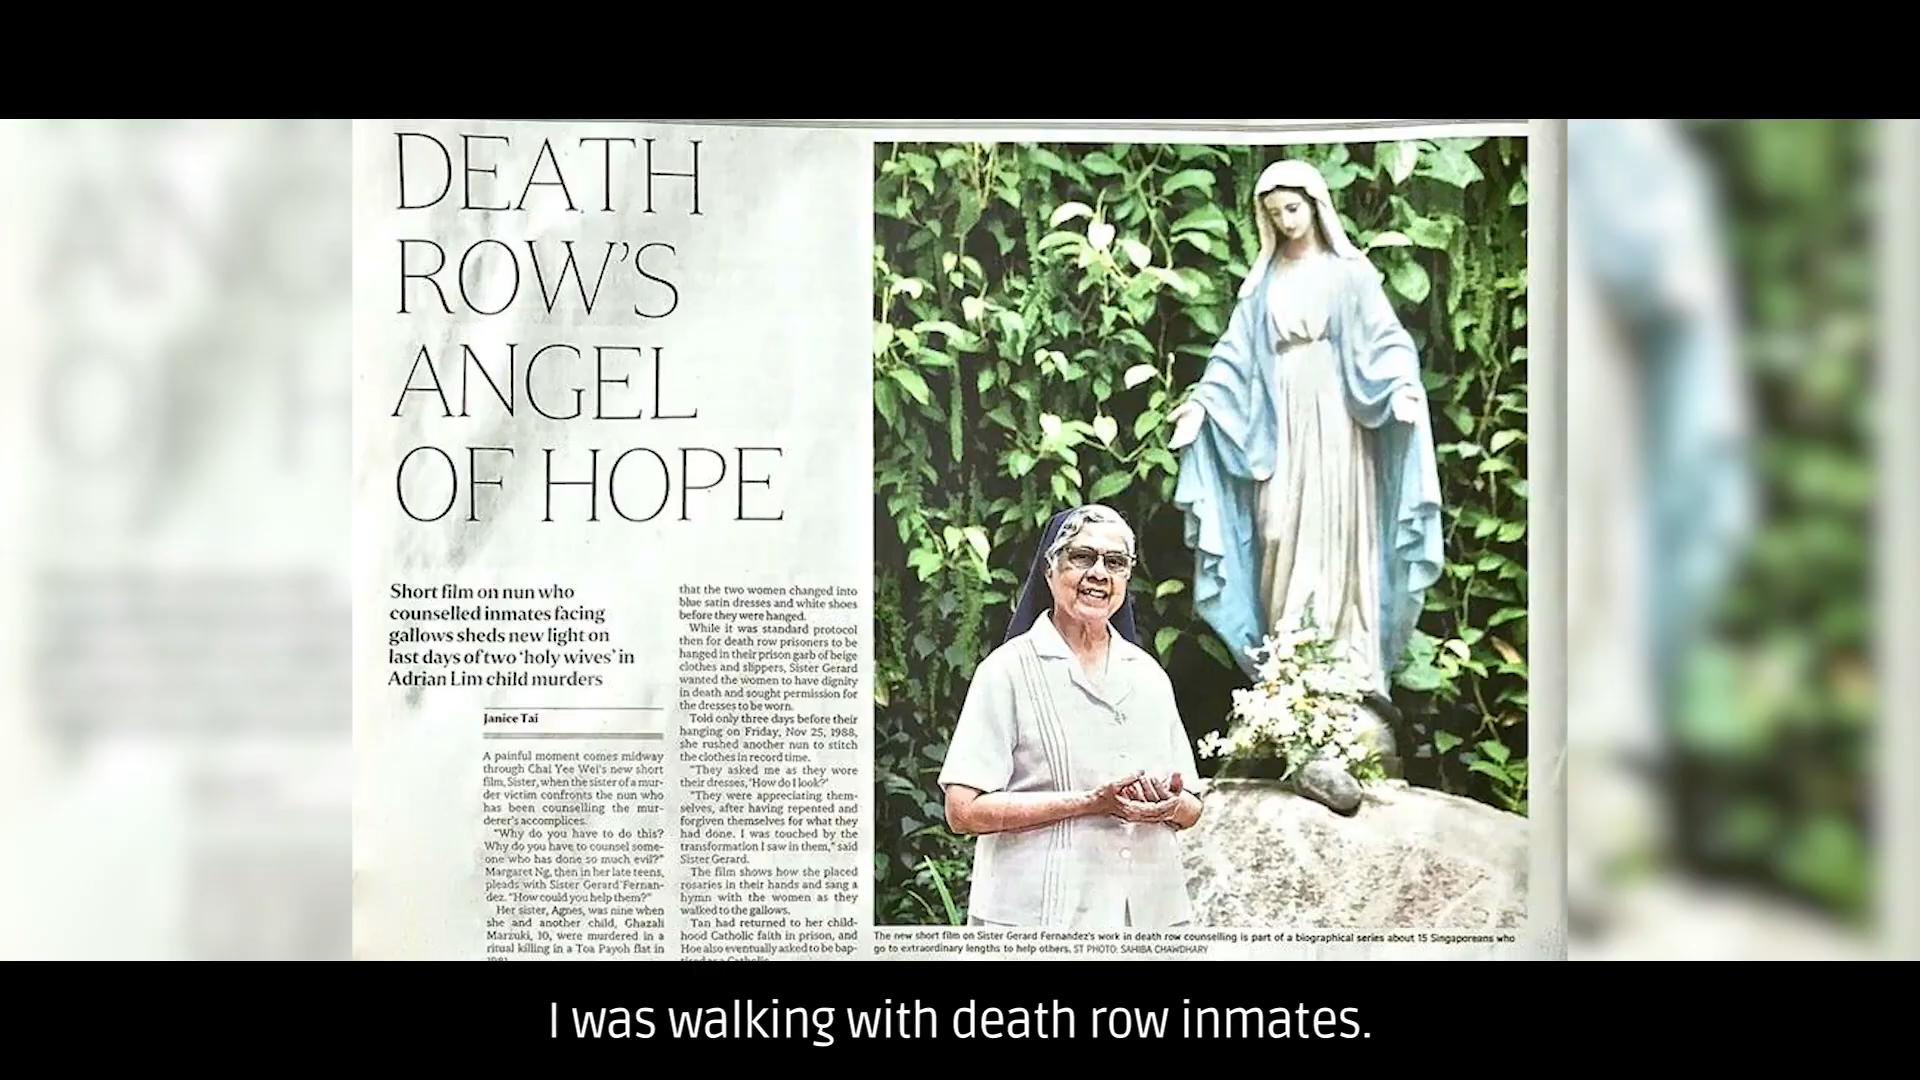 DEATH
ROW'S
ANGEL
OF HOPE
Short film on nun who
counselled inmates facing
gallows sheds new light on
last days of two 'holy wives' in
Adrian Lim child murders
Janice Tai
A painful moment comes midway
through Chai Yee Wei's new short
film, Sister, when the sister of a mur-
der victim confronts the nun who
has been counselling the mur-
derer's accomplices.
"Why do you have to do this?
Why do you have to counsel some-
one who has done so much evil?"
Margaret Ng, then in her late teens,
pleads with Sister Gerard Fernan-
dez. "How could you help them?"
Her sister, Agnes, was nine when
she and another child, Ghazali
Marzuki, 10, were murdered in a
ritual killing in a Toa Payoh flat in
1981.
that the two women changed into
blue satin dresses and white shoes
before they were hanged.
While it was standard protocol
then for death row prisoners to be
hanged in their prison garb of beige
clothes and slippers, Sister Gerard
wanted the women to have dignity
in death and sought permission for
the dresses to be worn.
Told only three days before their
hanging on Friday, Nov 25, 1988,
she rushed another nun to stitch
the clothes in record time.
"They asked me as they wore
their dresses, 'How do I look?'
"They were appreciating them-
selves, after having repented and
forgiven themselves for what they
had done. I was touched by the
transformation I saw in them," said
Sister Gerard.
The film shows how she placed
rosaries in their hands and sang a
hymn with the women as they
walked to the gallows.
Tan had returned to her child-
hood Catholic faith in prison, and
Hoe also eventually asked to be bap-
tised as a Catholic.
The new short film on Sister Gerard Fernandez's work in death row counselling is part of a biographical series about 15 Singaporeans who
go to extraordinary lengths to help others. ST PHOTO: SAHIBA CHAWDHARY
I was walking with death row inmates.